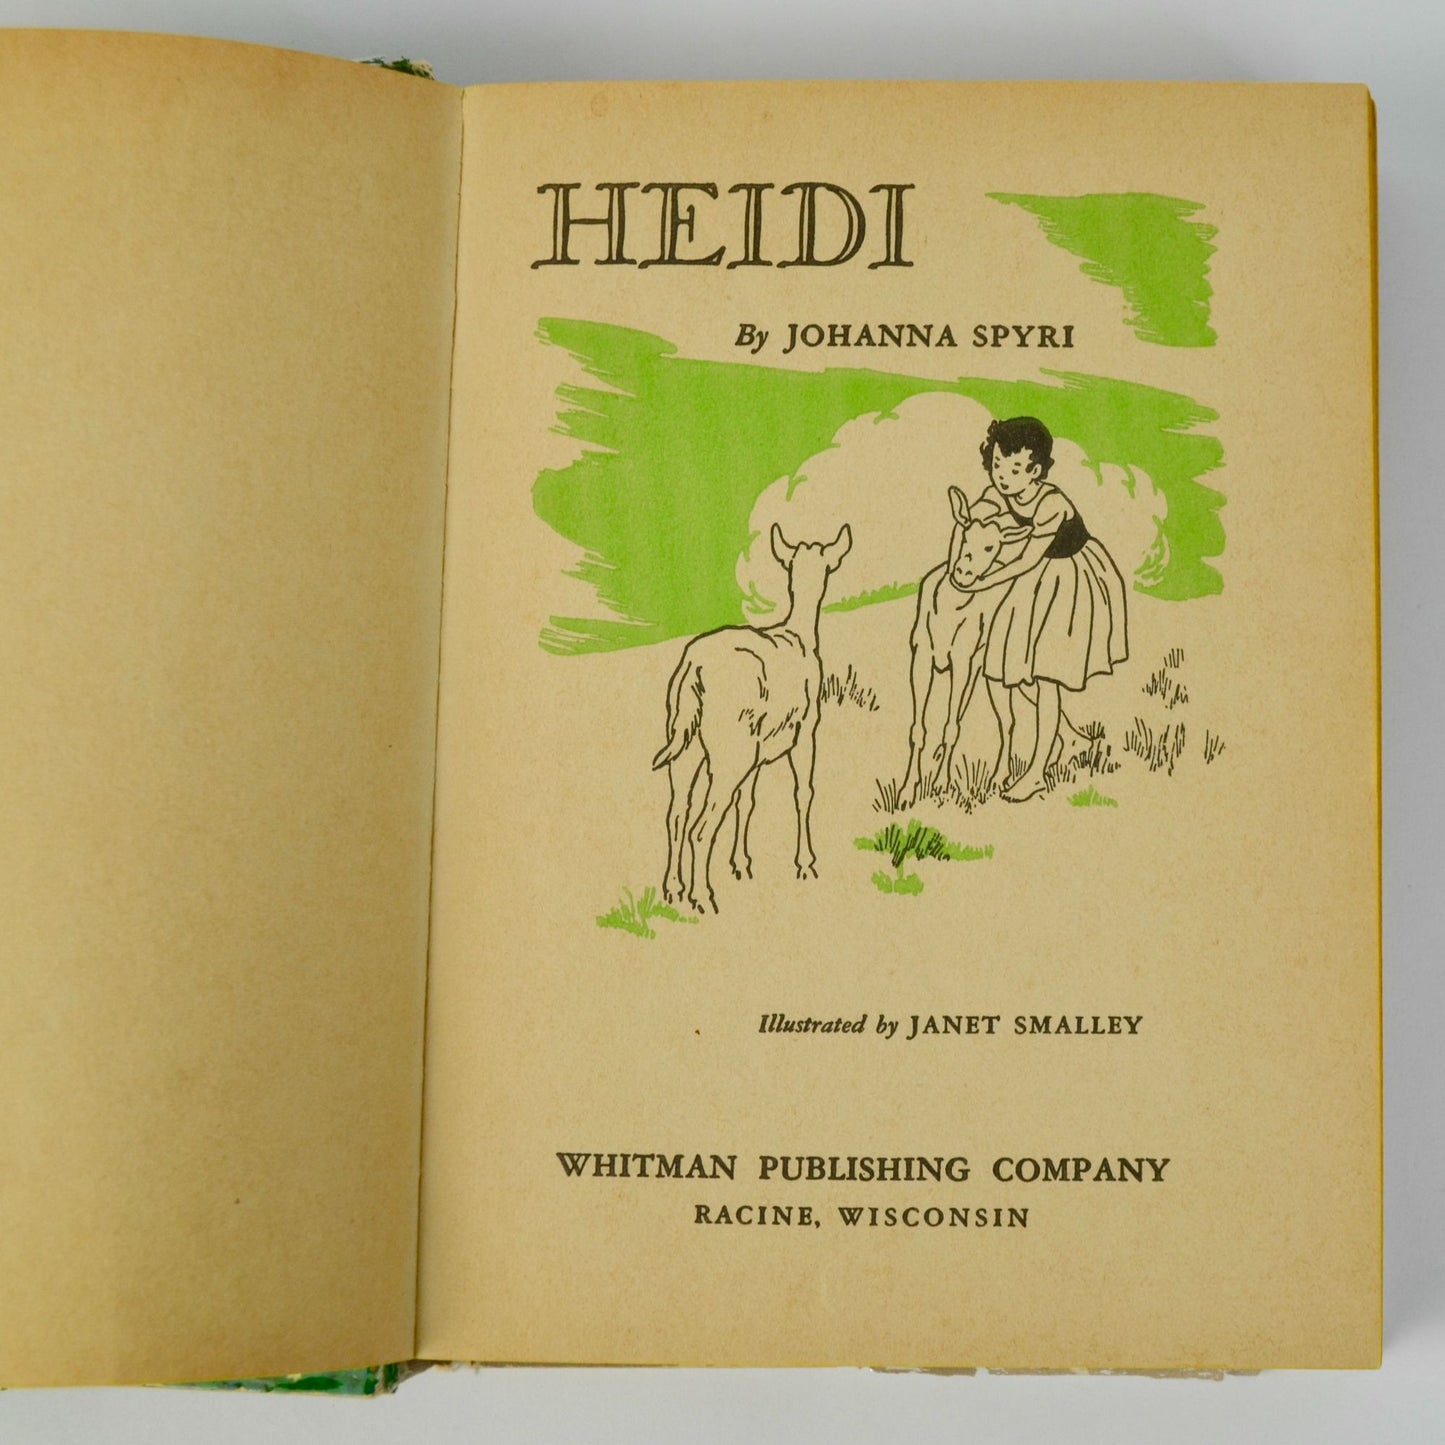 HEIDI
By JOHANNA SPYRI
Illustrated by JANET SMALLEY
WHITMAN PUBLISHING COMPANY
RACINE, WISCONSIN